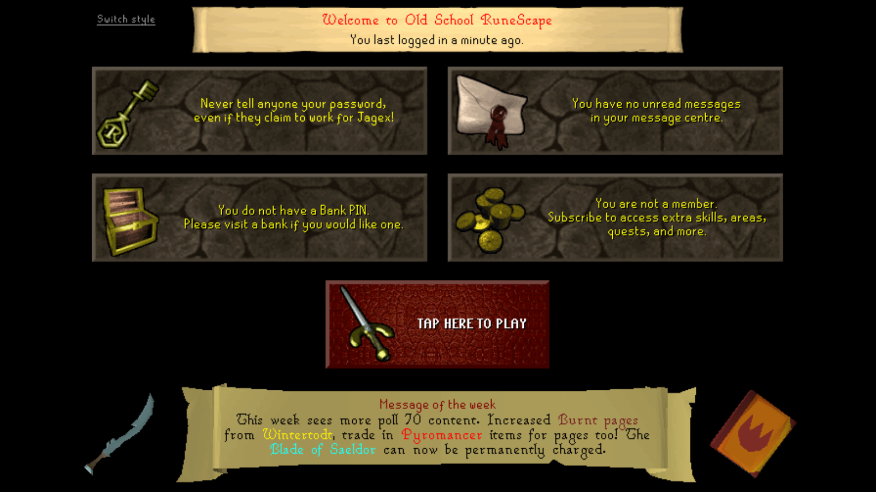 Switch style
Welcome to Old School RuneScape
You last logged in a minute ago.
Never tell anyone your password,
even if they claim to work for Jagex!
You have no unread messages
in your message centre.
You do not have a Bank PIN.
Please visit a bank if you would like one.
You are not a member.
Subscribe to access extra skills, areas,
quests, and more.
TAP HERE TO PLAY
Message of the week
This week sees more poll 70 content. Increased Burnt pages
from Wintertodt, trade in Pyromancer items for pages too! The
Blade of Saeldor can now be permanently charged.